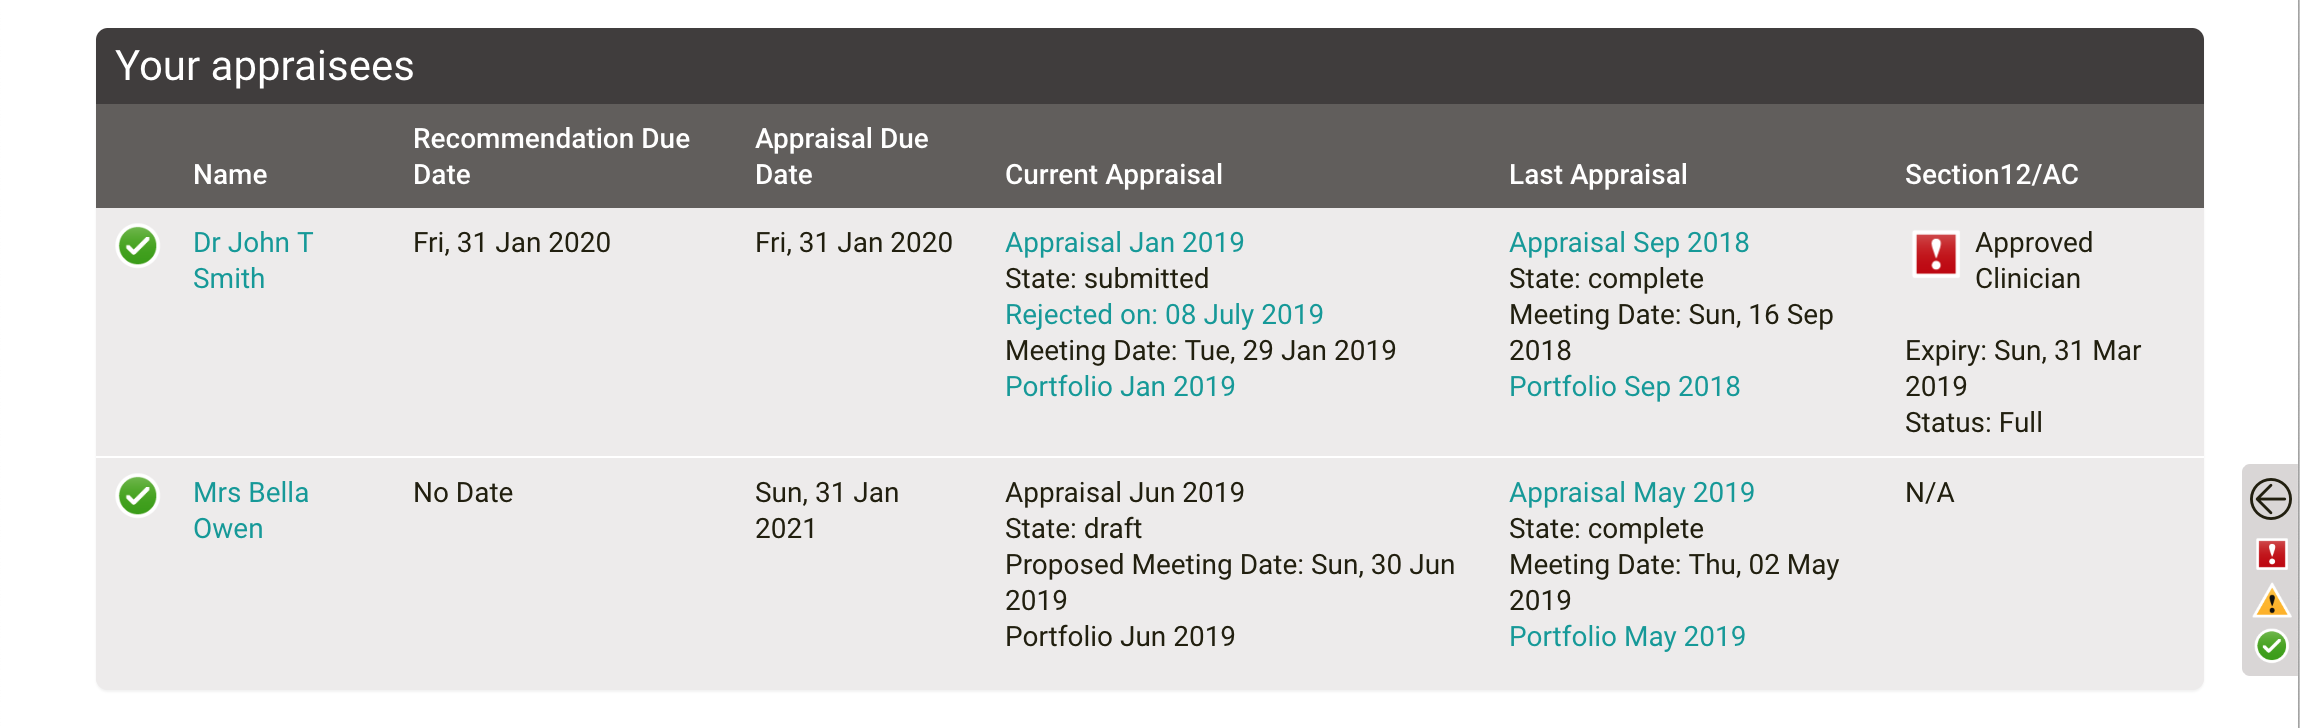 Your appraisees
Name
Recommendation Due
Date
Appraisal Due
Date
Current Appraisal
Last Appraisal
Section12/AC
Dr John T
Smith
Fri, 31 Jan 2020
Fri, 31 Jan 2020
Appraisal Jan 2019
State: submitted
Rejected on: 08 July 2019
Meeting Date: Tue, 29 Jan 2019
Portfolio Jan 2019
Appraisal Sep 2018
State: complete
Meeting Date: Sun, 16 Sep
2018
Portfolio Sep 2018
Approved
Clinician
Expiry: Sun, 31 Mar
2019
Status: Full
Mrs Bella
Owen
No Date
Sun, 31 Jan
2021
Appraisal Jun 2019
State: draft
Proposed Meeting Date: Sun, 30 Jun
2019
Portfolio Jun 2019
Appraisal May 2019
State: complete
Meeting Date: Thu, 02 May
2019
Portfolio May 2019
N/A